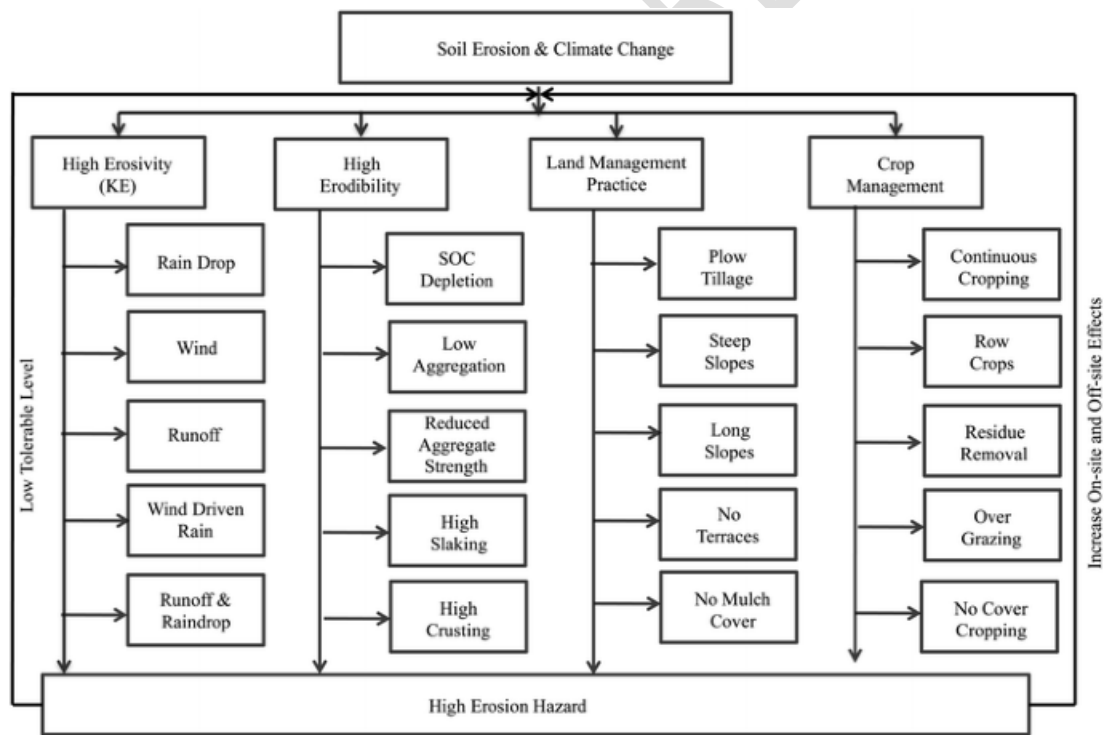 Soil Erosion & Climate Change
High Erosivity
(KE)
High
Erodibility
Land Management
Practice
Crop
Management
Rain Drop
Wind
Runoff
Wind Driven
Rain
Runoff &
Raindrop
SOC
Depletion
Low
Aggregation
Reduced
Aggregate
Strength
High
Slaking
High
Crusting
Plow
Tillage
Steep
Slopes
Long
Slopes
No
Terraces
No Mulch
Cover
Continuous
Cropping
Row
Crops
Residue
Removal
Over
Grazing
No Cover
Cropping
Low Tolerable Level
Increase On-site and Off-site Effects
High Erosion Hazard